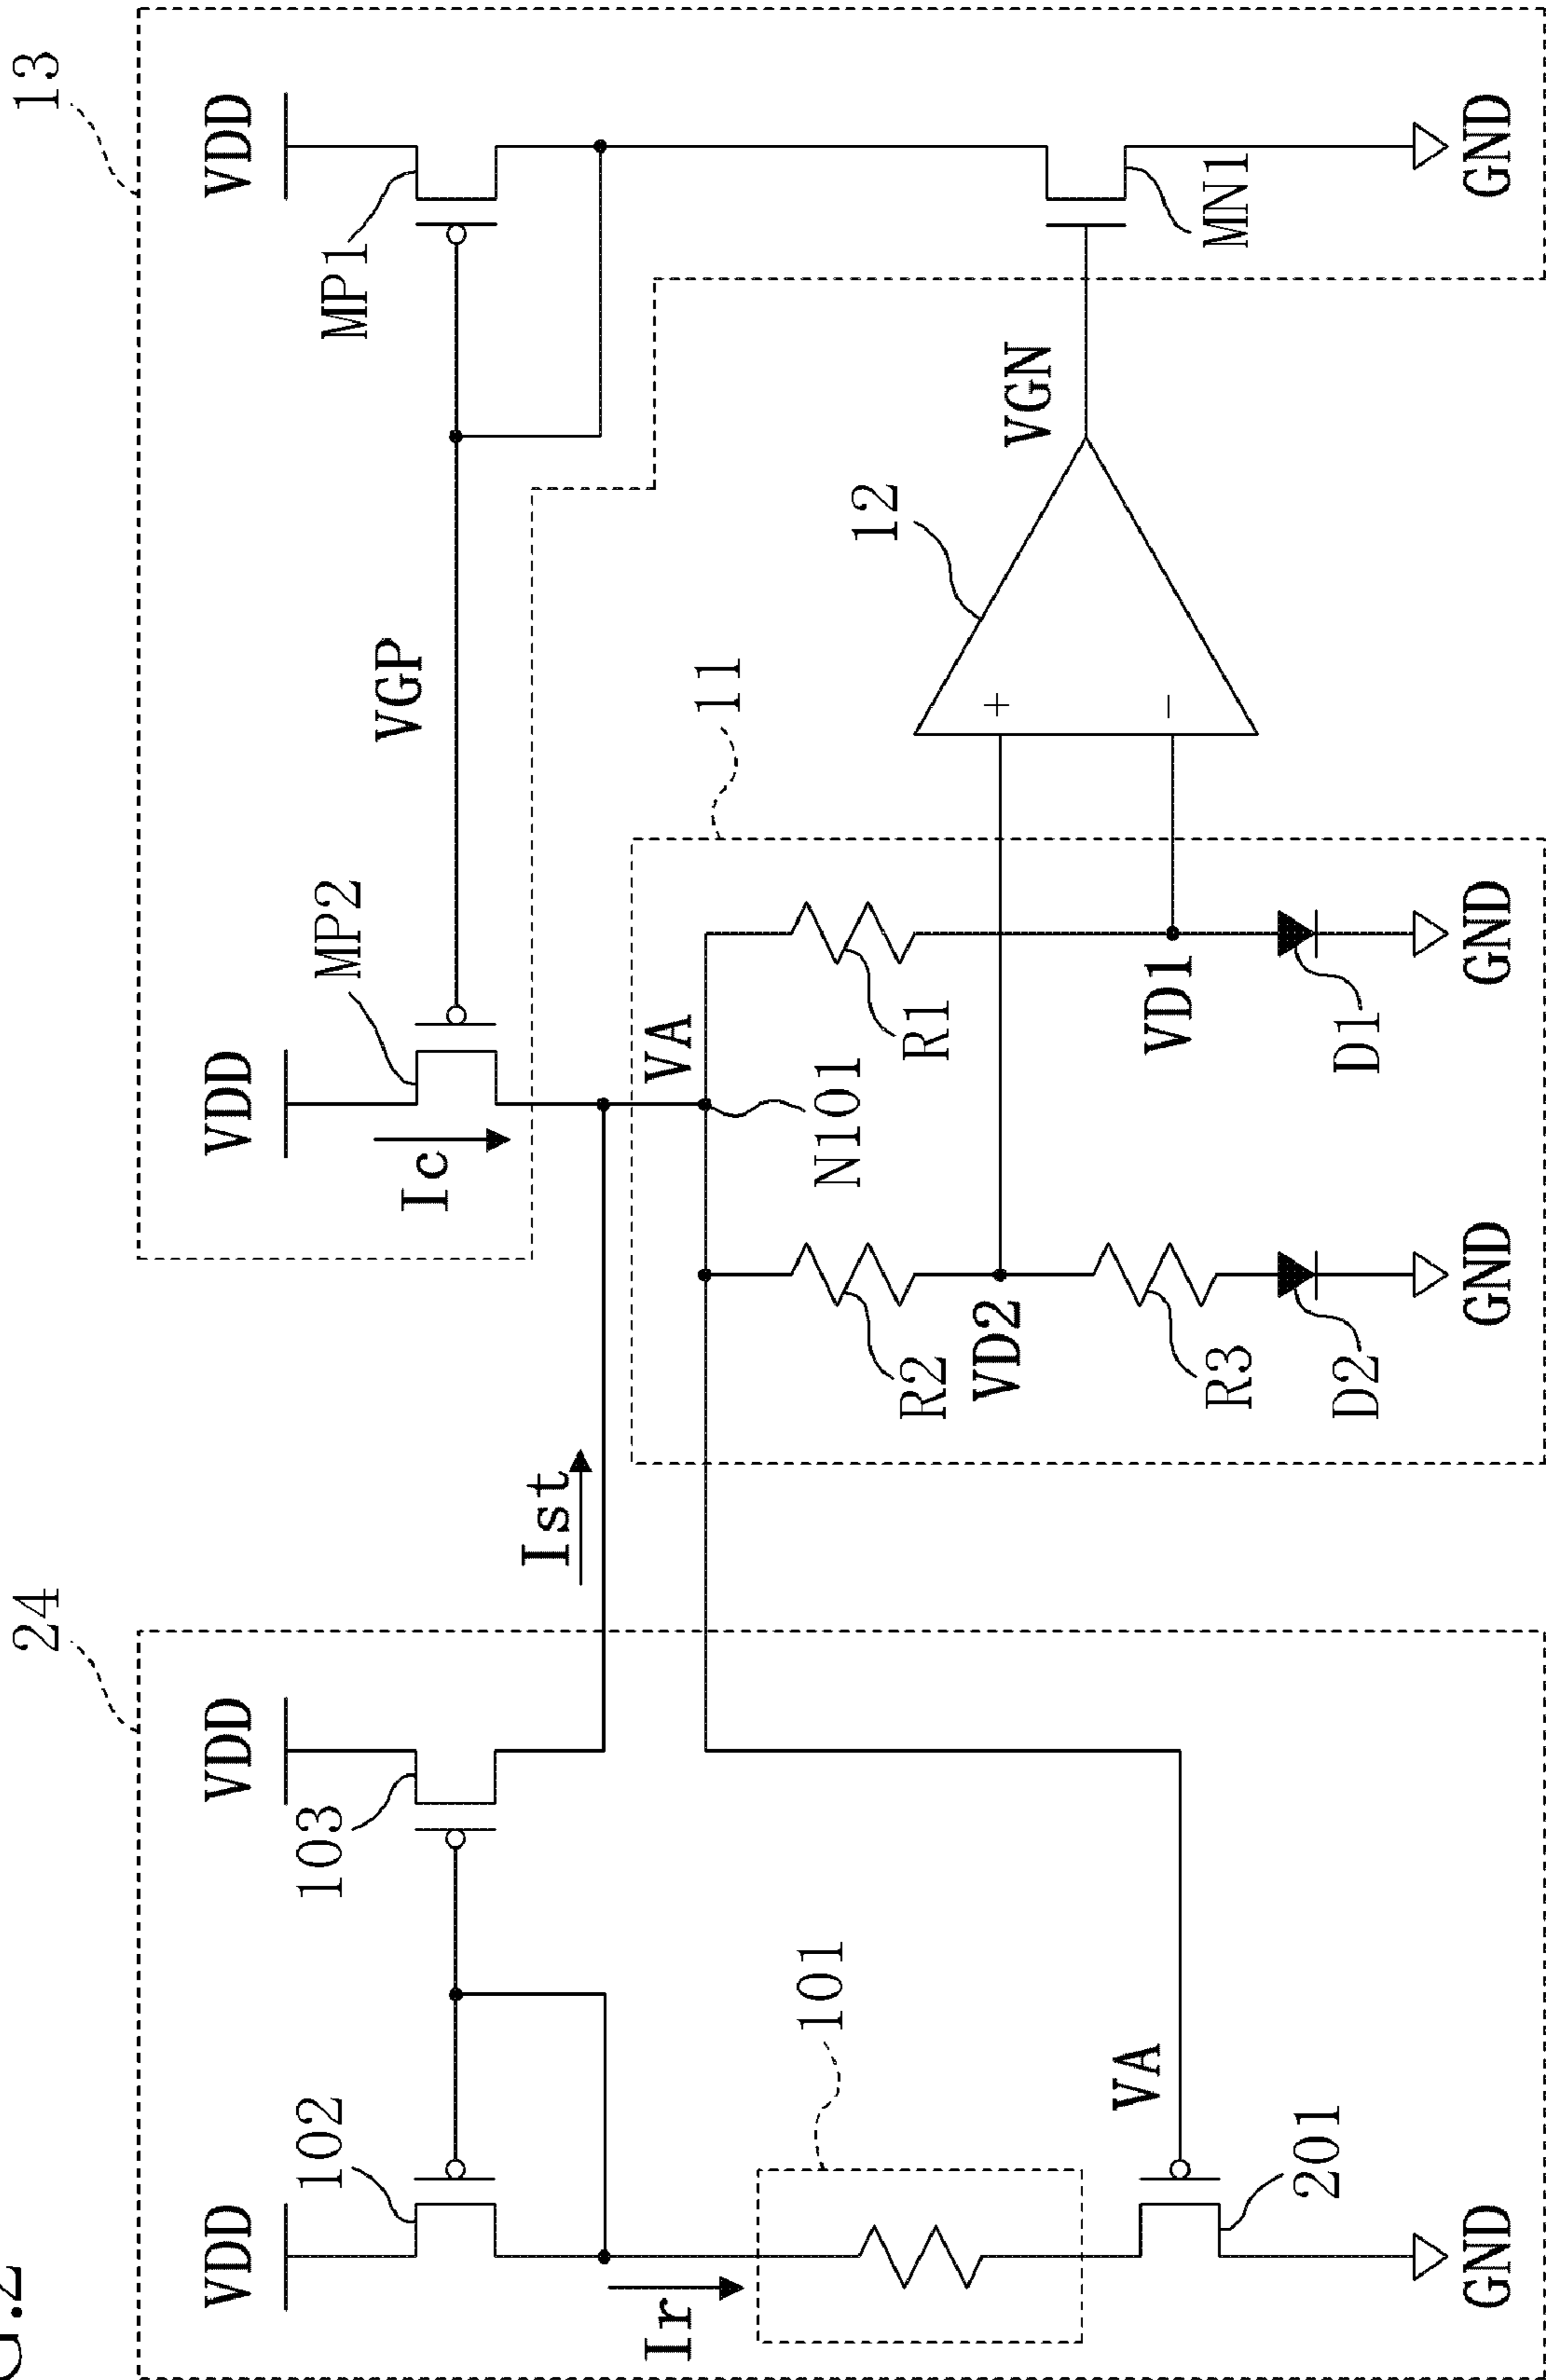 G.2
24
13
VDD
VDD
VDD
VDD
102
103
MP2
MP1
VGP
Ic
Ist
Ir
VA
11
101
N101
12
R2
R1
VD2
VGN
+
−
VA
VD1
R3
MN1
201
D2
D1
GND
GND
GND
GND